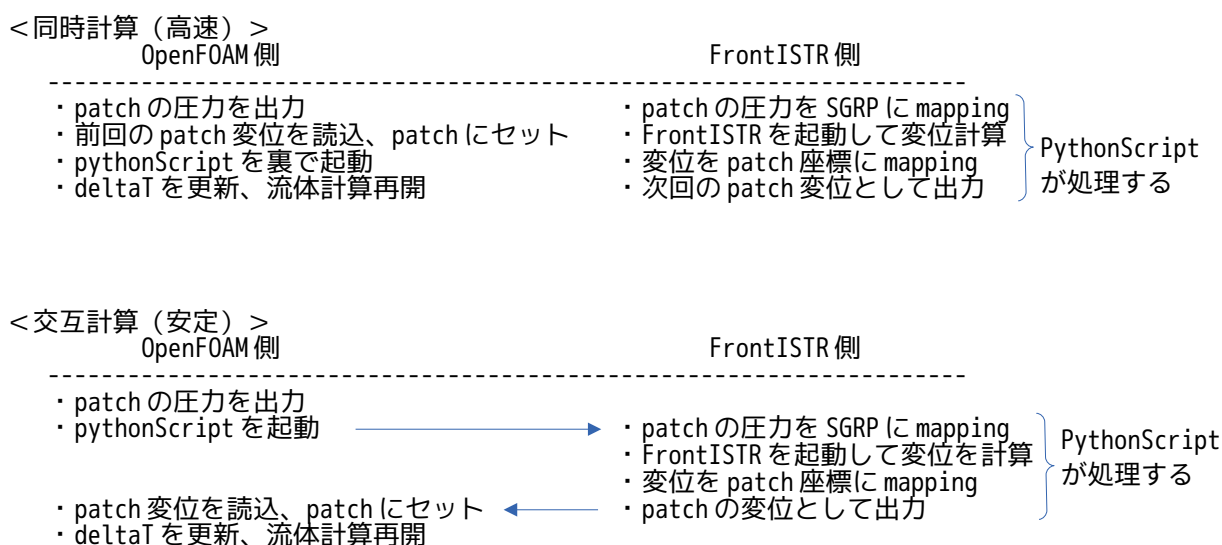 ＜同時計算（高速）＞
OpenFOAM側 FrontISTR側
----------------------------------------------------------------------
・patchの圧力を出力 ・patchの圧力をSGRPにmapping
・前回のpatch変位を読込、patchにセット ・FrontISTRを起動して変位計算
・pythonScriptを裏で起動 ・変位をpatch座標にmapping
・deltaTを更新、流体計算再開 ・次回のpatch変位として出力
PythonScript
が処理する
＜交互計算（安定）＞
OpenFOAM側 FrontISTR側
----------------------------------------------------------------------
・patchの圧力を出力
・pythonScriptを起動 ・patchの圧力をSGRPにmapping
・FrontISTRを起動して変位を計算
・変位をpatch座標にmapping
・patch変位を読込、patchにセット ・patchの変位として出力
・deltaTを更新、流体計算再開
PythonScript
が処理する